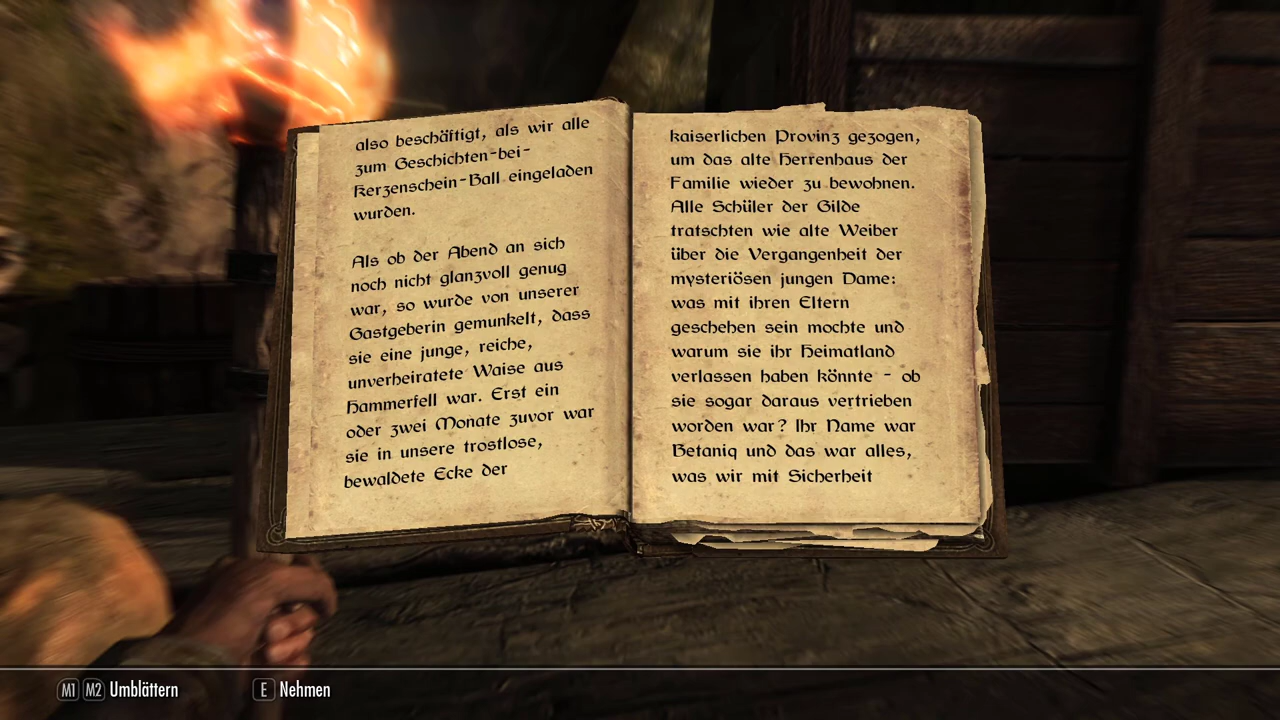 also beschäftigt, als wir alle
zum Geschichten-bei-
Kerzenschein-Ball eingeladen
wurden.
Als ob der Abend an sich
noch nicht glanzvoll genug
war, so wurde von unserer
Gastgeberin gemunkelt, dass
sie eine junge, reiche,
unverheiratete Waise aus
Hammerfell war. Erst ein
oder zwei Monate zuvor war
sie in unsere trostlose,
bewaldete Ecke der
kaiserlichen Provinz gezogen,
um das alte Herrenhaus der
Familie wieder zu bewohnen.
Alle Schüler der Gilde
tratschten wie alte Weiber
über die Vergangenheit der
mysteriösen jungen Dame:
was mit ihren Eltern
geschehen sein mochte und
warum sie ihr Heimatland
verlassen haben könnte - ob
sie sogar daraus vertrieben
worden war? Ihr Name war
Betaniq und das war alles,
was wir mit Sicherheit
M1 M2 Umblättern
E Nehmen